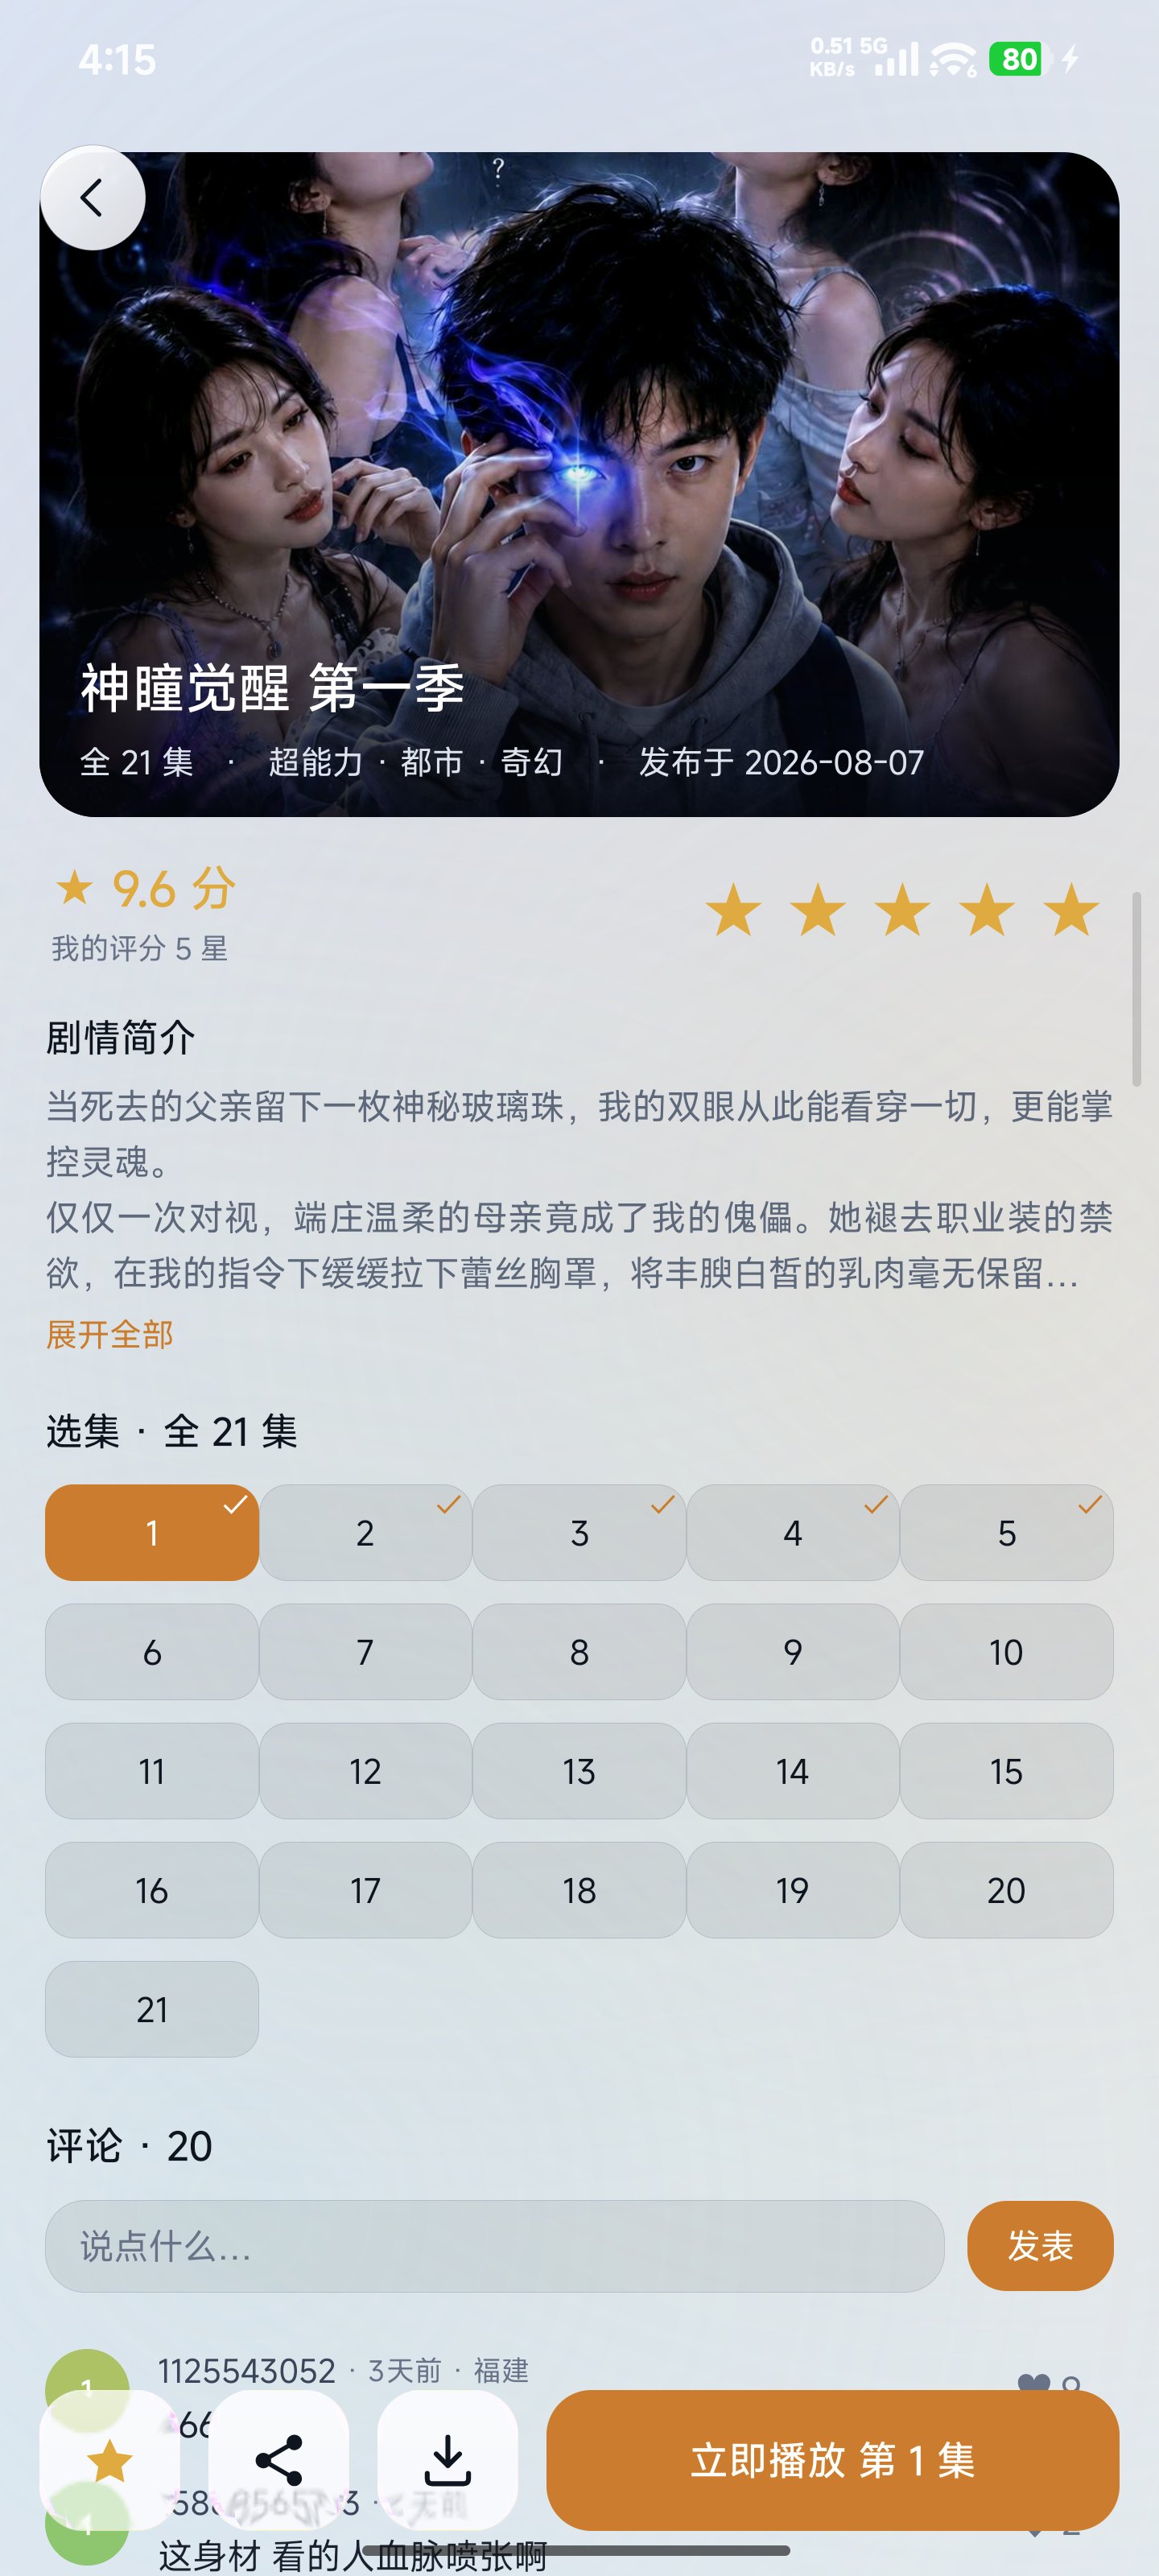 4:15
0.51 5G
KB/s
6
80
?
神瞳觉醒 第一季
全 21 集 · 超能力 · 都市 · 奇幻 · 发布于 2026-08-07
9.6 分
我的评分 5 星
剧情简介
当死去的父亲留下一枚神秘玻璃珠，我的双眼从此能看穿一切，更能掌
控灵魂。
仅仅一次对视，端庄温柔的母亲竟成了我的傀儡。她褪去职业装的禁
欲，在我的指令下缓缓拉下蕾丝胸罩，将丰腴白皙的乳肉毫无保留...
展开全部
选集 · 全 21 集
1 2 3 4 5
6 7 8 9 10
11 12 13 14 15
16 17 18 19 20
21
评论 · 20
说点什么...
发表
1125543052 · 3天前 · 福建
立即播放 第 1 集
这身材 看的人血脉喷张啊